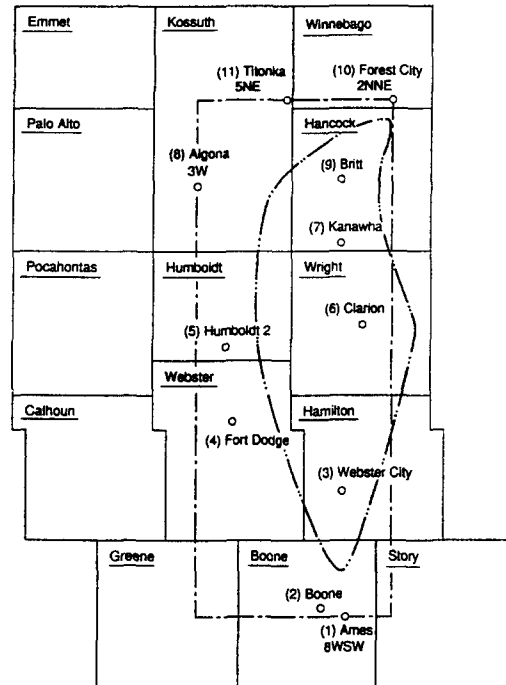 Emmet
Kossuth
Winnebago
(11) Titonka
5NE
(10) Forest City
2NNE
Palo Alto
Hancock
(8) Algona
3W
(9) Britt
(7) Kanawha
Pocahontas
Humboldt
Wright
(6) Clarion
(5) Humboldt 2
Webster
Calhoun
Hamilton
(4) Fort Dodge
(3) Webster City
Greene
Boone
Story
(2) Boone
(1) Ames
8WSW